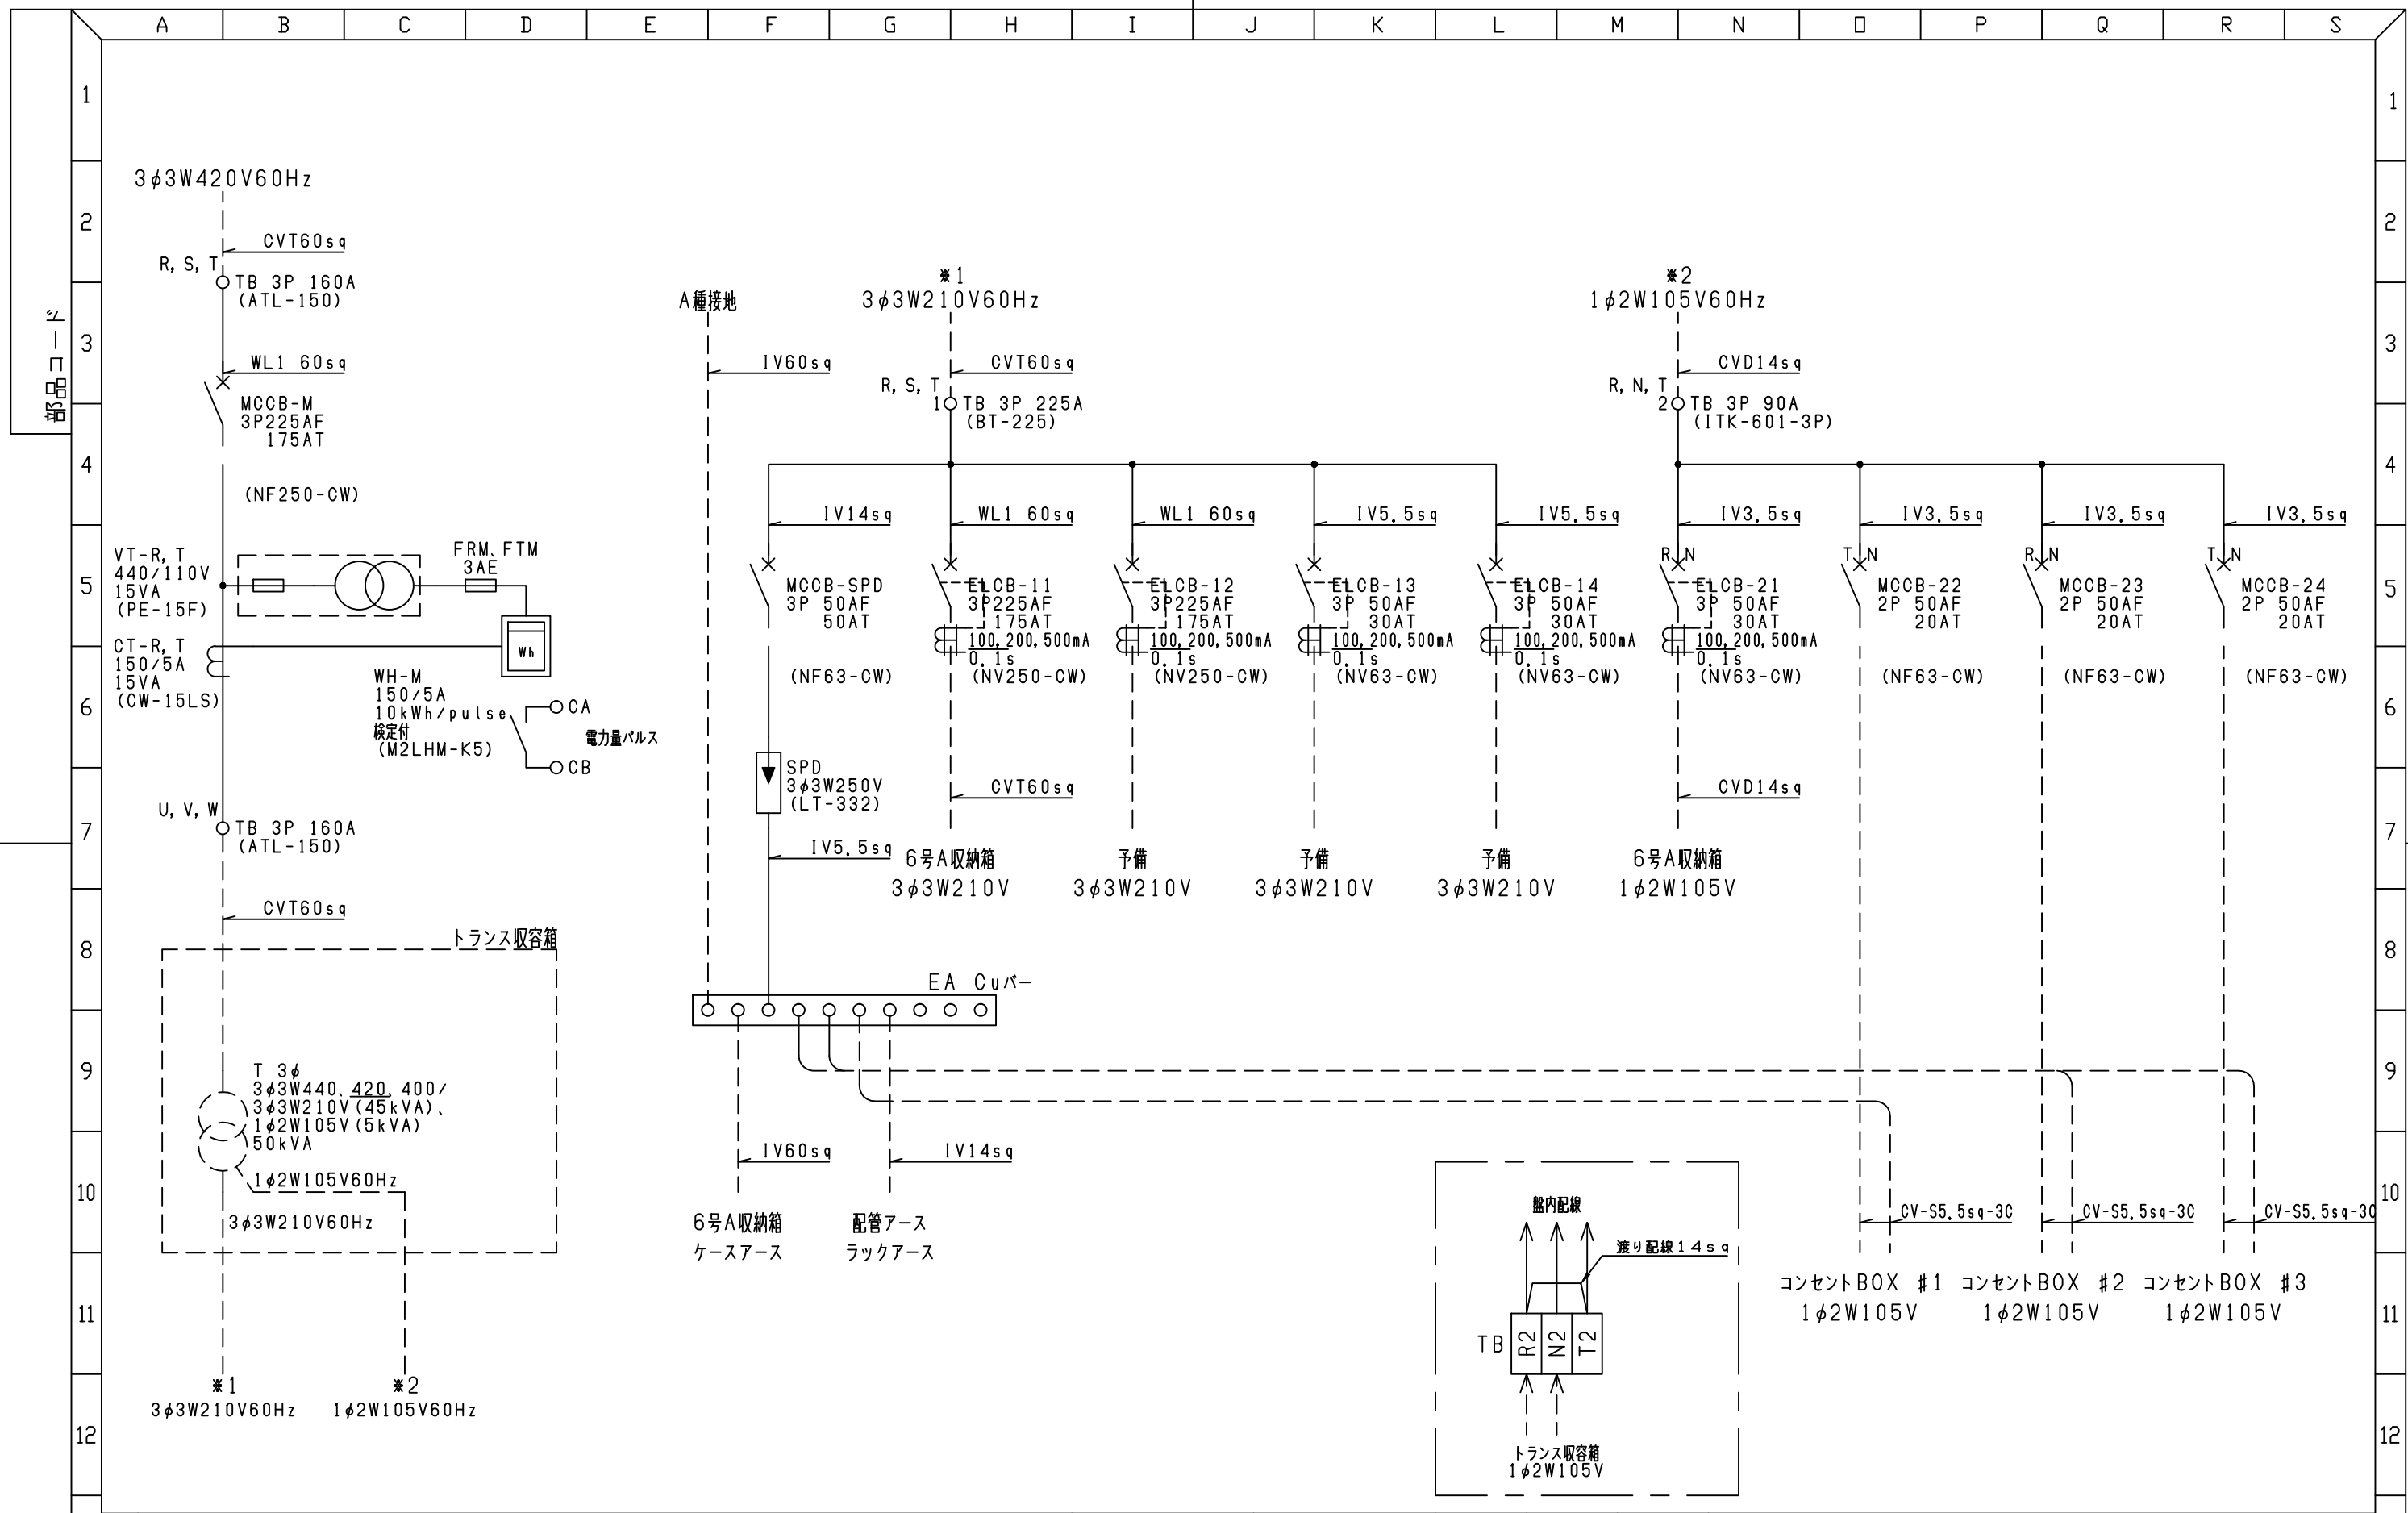 A B C D E F G H I J K L M N O P Q R S
1 1
2 2
3 3
4 4
5 5
6 6
7 7
8 8
9 9
10 10
11 11
12 12
部品コード
3φ3W420V60Hz
CVT60sq
R, S, T
TB 3P 160A
(ATL-150)
WL1 60sq
MCCB-M
3P225AF
175AT
(NF250-CW)
VT-R, T
440/110V
15VA
(PE-15F)
FRM、FTM
3AE
CT-R, T
150/5A
15VA
(CW-15LS)
Wh
WH-M
150/5A
10kWh/pulse
検定付
(M2LHM-K5)
CA
電力量パルス
CB
U, V, W
TB 3P 160A
(ATL-150)
CVT60sq
トランス収容箱
T 3φ
3φ3W440、420、400/
3φ3W210V(45kVA)、
1φ2W105V(5kVA)
50kVA
1φ2W105V60Hz
3φ3W210V60Hz
※1
3φ3W210V60Hz
※2
1φ2W105V60Hz
A種接地
IV60sq
※1
3φ3W210V60Hz
CVT60sq
R, S, T
1
TB 3P 225A
(BT-225)
IV14sq
MCCB-SPD
3P 50AF
50AT
(NF63-CW)
SPD
3φ3W250V
(LT-332)
IV5.5sq
WL1 60sq
ELCB-11
3P225AF
175AT
100,200,500mA
0.1s
(NV250-CW)
CVT60sq
6号A収納箱
3φ3W210V
WL1 60sq
ELCB-12
3P225AF
175AT
100,200,500mA
0.1s
(NV250-CW)
予備
3φ3W210V
IV5.5sq
ELCB-13
3P 50AF
30AT
100,200,500mA
0.1s
(NV63-CW)
予備
3φ3W210V
IV5.5sq
ELCB-14
3P 50AF
30AT
100,200,500mA
0.1s
(NV63-CW)
予備
3φ3W210V
※2
1φ2W105V60Hz
CVD14sq
R, N, T
2
TB 3P 90A
(ITK-601-3P)
IV3.5sq
R N
ELCB-21
3P 50AF
30AT
100,200,500mA
0.1s
(NV63-CW)
CVD14sq
6号A収納箱
1φ2W105V
IV3.5sq
T N
MCCB-22
2P 50AF
20AT
(NF63-CW)
IV3.5sq
R N
MCCB-23
2P 50AF
20AT
(NF63-CW)
IV3.5sq
T N
MCCB-24
2P 50AF
20AT
(NF63-CW)
EA Cuバー
IV60sq
6号A収納箱
ケースアース
IV14sq
配管アース
ラックアース
盤内配線
渡り配線14sq
TB
R2
N2
T2
トランス収容箱
1φ2W105V
CV-S5.5sq-3C
コンセントBOX #1
1φ2W105V
CV-S5.5sq-3C
コンセントBOX #2
1φ2W105V
CV-S5.5sq-3C
コンセントBOX #3
1φ2W105V